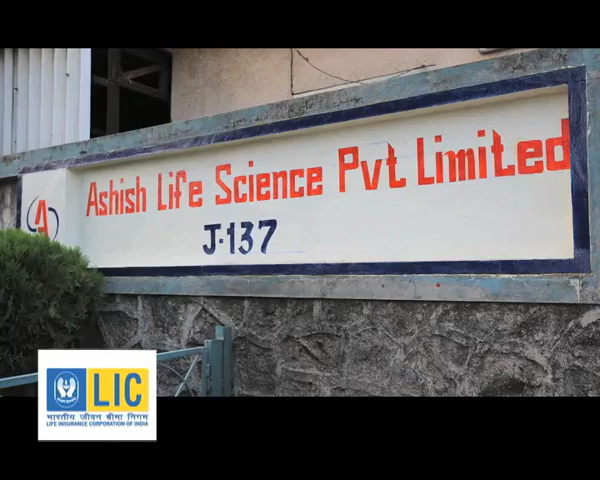 Ashish Life Science Pvt Limited
J-137
A
LIC
भारतीय जीवन बीमा निगम
LIFE INSURANCE CORPORATION OF INDIA